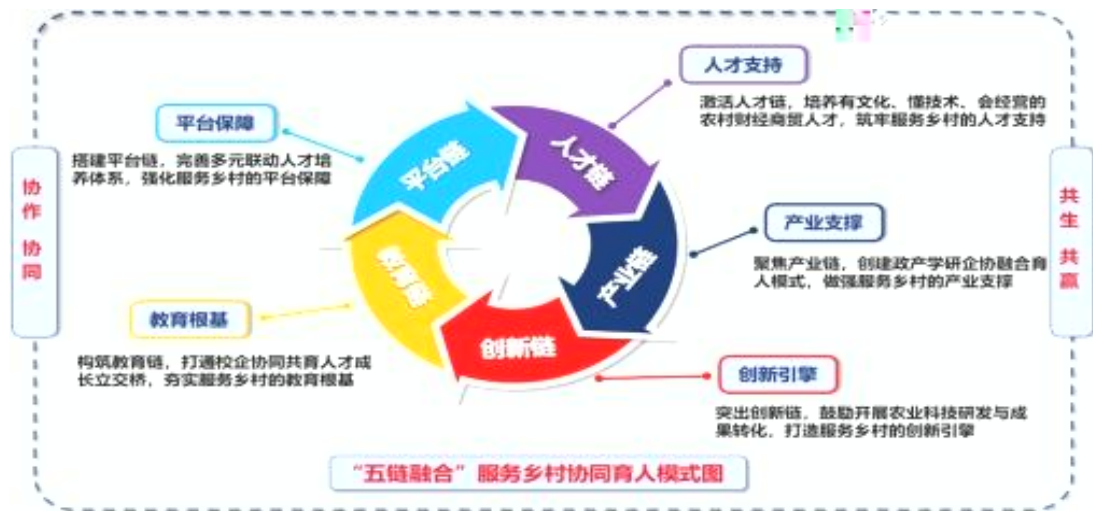 人才支持
激活人才链，培养有文化、懂技术、会经营的
农村财经商贸人才，筑牢服务乡村的人才支持
平台保障
搭建平台链，完善多元联动人才培
养体系，强化服务乡村的平台保障
平台链
人才链
协作 协同
共生 共赢
产业支撑
聚焦产业链，创建政产学研企协融合育
人模式，做强服务乡村的产业支撑
教育链
产业链
创新链
教育根基
构筑教育链，打通校企协同共育人才成
长立交桥，夯实服务乡村的教育根基
创新引擎
突出创新链，鼓励开展农业科技研发与成
果转化，打造服务乡村的创新引擎
“五链融合”服务乡村协同育人模式图